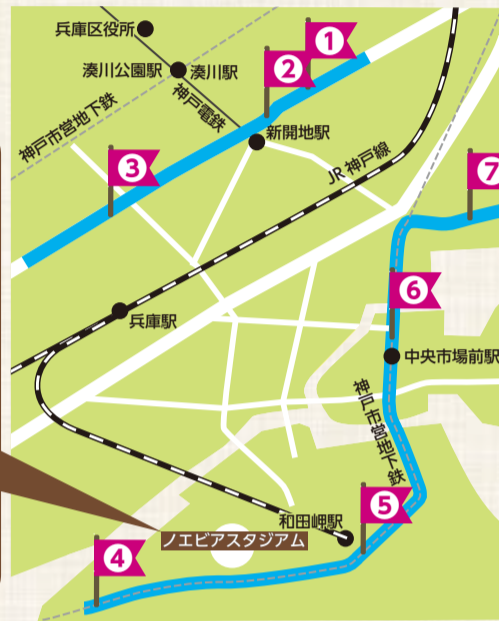 兵庫区役所
①
湊川公園駅
湊川駅
②
神戸電鉄
神戸市営地下鉄
新開地駅
③
JR 神戸線
⑦
⑥
兵庫駅
中央市場前駅
神戸市営地下鉄
⑤
和田岬駅
ノエビアスタジアム
④